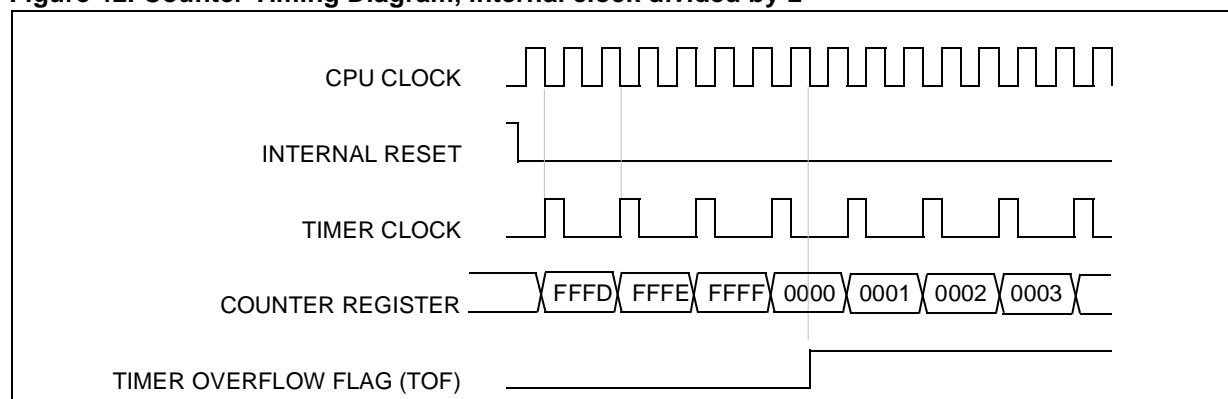 Figure 42. Counter Timing Diagram, internal clock divided by 2
CPU CLOCK
INTERNAL RESET
TIMER CLOCK
COUNTER REGISTER
FFFD FFFE FFFF 0000 0001 0002 0003
TIMER OVERFLOW FLAG (TOF)